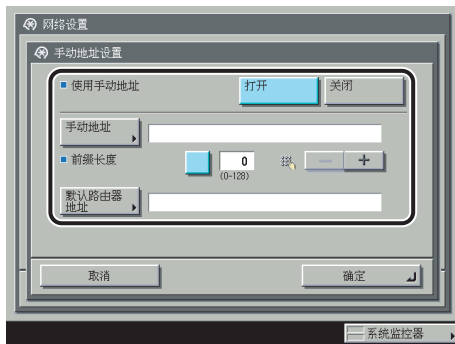 网络设置
手动地址设置
使用手动地址
打开
关闭
手动地址
前缀长度
0
(0-128)
- +
默认路由器
地址
取消
确定
系统监控器